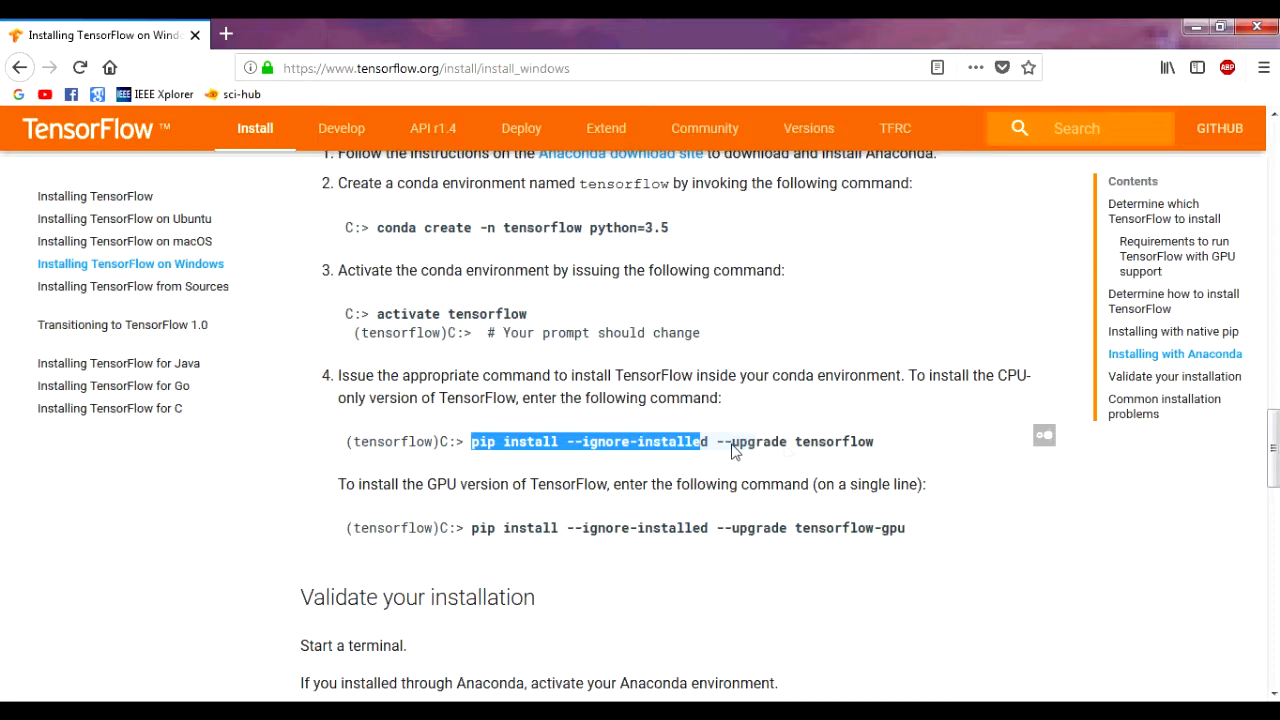 Installing TensorFlow on Windo
https://www.tensorflow.org/install/install_windows
ABP
IEEE IEEE Xplorer
sci-hub
TensorFlow ™
Install
Develop
API r1.4
Deploy
Extend
Community
Versions
TFRC
Search
GITHUB
Installing TensorFlow
Installing TensorFlow on Ubuntu
Installing TensorFlow on macOS
Installing TensorFlow on Windows
Installing TensorFlow from Sources
Transitioning to TensorFlow 1.0
Installing TensorFlow for Java
Installing TensorFlow for Go
Installing TensorFlow for C
1. Follow the instructions on the Anaconda download site to download and install Anaconda.
2. Create a conda environment named tensorflow by invoking the following command:
C:> conda create -n tensorflow python=3.5
3. Activate the conda environment by issuing the following command:
C:> activate tensorflow
(tensorflow)C:> # Your prompt should change
4. Issue the appropriate command to install TensorFlow inside your conda environment. To install the CPU-
only version of TensorFlow, enter the following command:
(tensorflow)C:> pip install --ignore-installed --upgrade tensorflow
To install the GPU version of TensorFlow, enter the following command (on a single line):
(tensorflow)C:> pip install --ignore-installed --upgrade tensorflow-gpu
Validate your installation
Start a terminal.
If you installed through Anaconda, activate your Anaconda environment.
Contents
Determine which
TensorFlow to install
Requirements to run
TensorFlow with GPU
support
Determine how to install
TensorFlow
Installing with native pip
Installing with Anaconda
Validate your installation
Common installation
problems